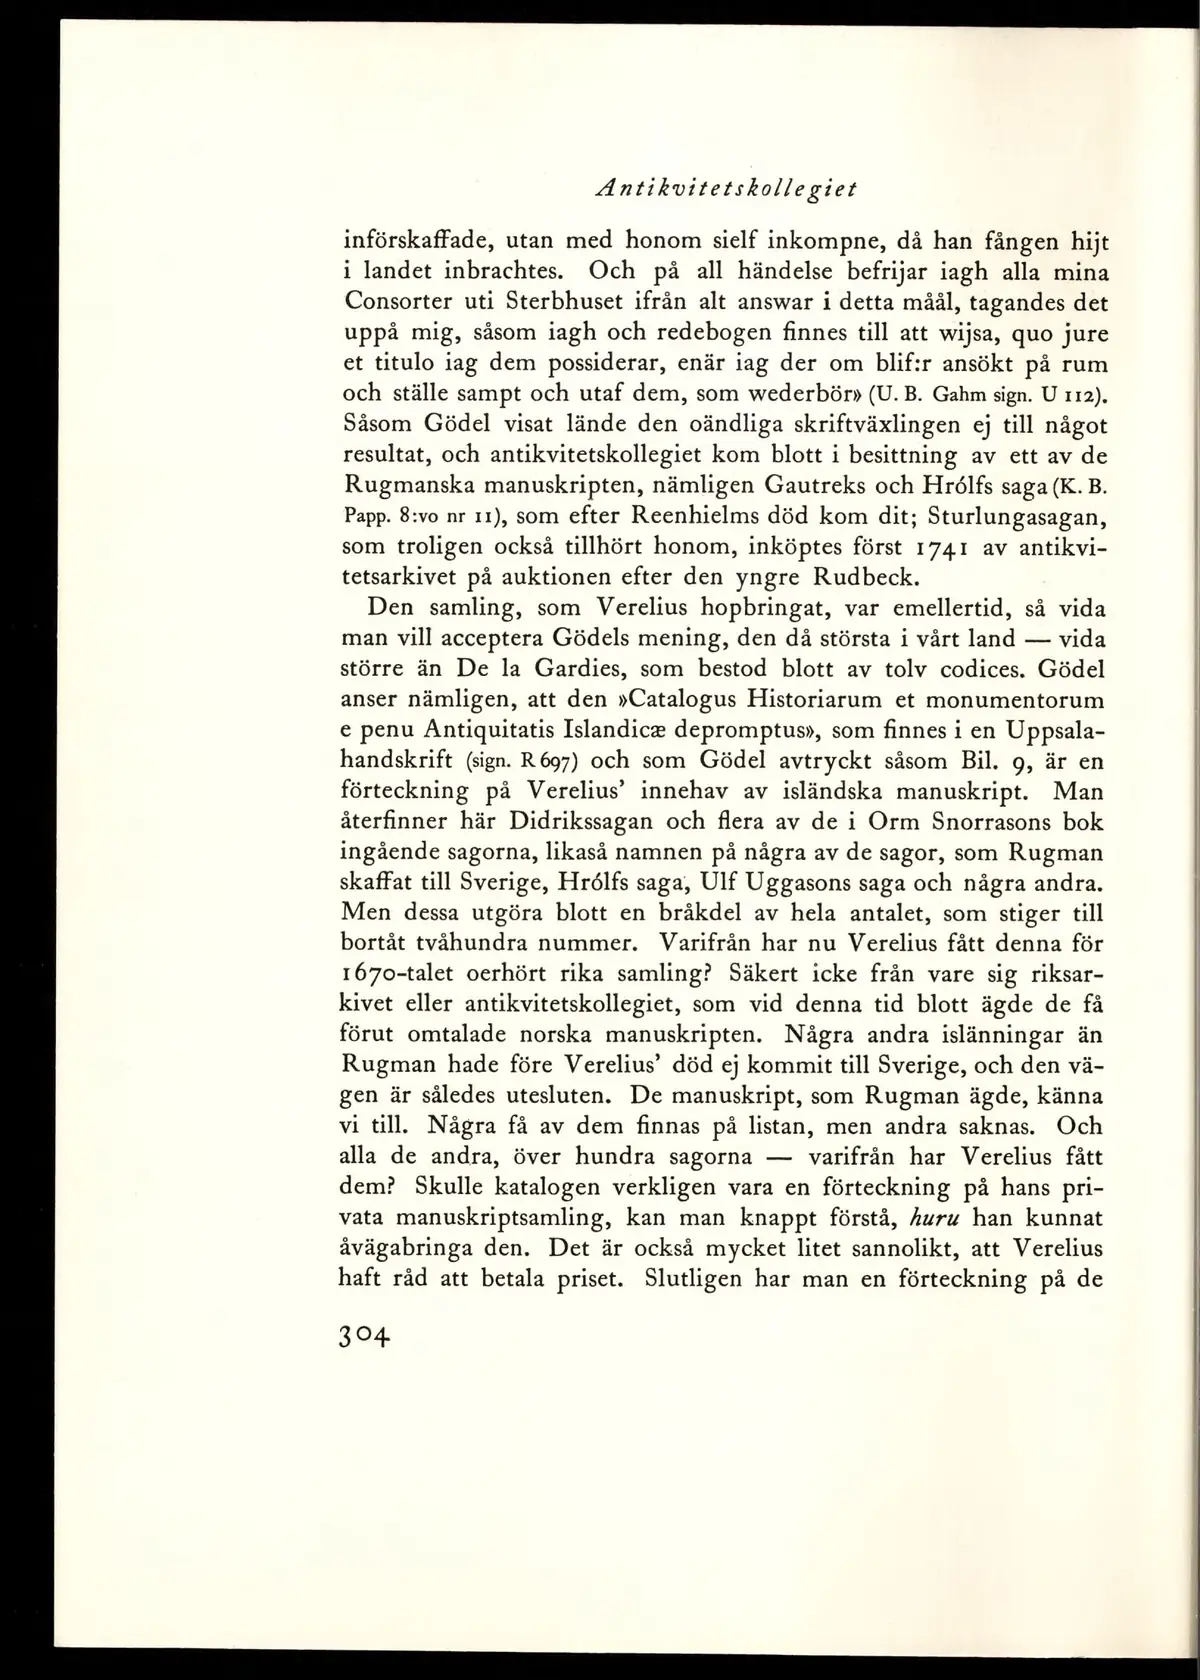 Antikvitetskollegiet
införskaffade, utan med honom sielf inkompne, då han fången hijt
i landet inbrachtes. Och på all händelse befrijar iagh alla mina
Consorter uti Sterbhuset ifrån alt answar i detta måål, tagandes det
uppå mig, såsom iagh och redebogen finnes till att wijsa, quo jure
et titulo iag dem possiderar, enär iag der om blif:r ansökt på rum
och ställe sampt och utaf dem, som wederbör» (U. B. Gahm sign. U 112).
Såsom Gödel visat lände den oändliga skriftväxlingen ej till något
resultat, och antikvitetskollegiet kom blott i besittning av ett av de
Rugmanska manuskripten, nämligen Gautreks och Hrólfs saga (K. B.
Papp. 8:vo nr 11), som efter Reenhielms död kom dit; Sturlungasagan,
som troligen också tillhört honom, inköptes först 1741 av antikvi-
tetsarkivet på auktionen efter den yngre Rudbeck.
Den samling, som Verelius hopbringat, var emellertid, så vida
man vill acceptera Gödels mening, den då största i vårt land — vida
större än De la Gardies, som bestod blott av tolv codices. Gödel
anser nämligen, att den »Catalogus Historiarum et monumentorum
e penu Antiquitatis Islandicæ depromptus», som finnes i en Uppsala-
handskrift (sign. R 697) och som Gödel avtryckt såsom Bil. 9, är en
förteckning på Verelius’ innehav av isländska manuskript. Man
återfinner här Didrikssagan och flera av de i Orm Snorrasons bok
ingående sagorna, likaså namnen på några av de sagor, som Rugman
skaffat till Sverige, Hrólfs saga, Ulf Uggasons saga och några andra.
Men dessa utgöra blott en bråkdel av hela antalet, som stiger till
bortåt tvåhundra nummer. Varifrån har nu Verelius fått denna för
1670-talet oerhört rika samling? Säkert icke från vare sig riksar-
kivet eller antikvitetskollegiet, som vid denna tid blott ägde de få
förut omtalade norska manuskripten. Några andra islänningar än
Rugman hade före Verelius’ död ej kommit till Sverige, och den vä-
gen är således utesluten. De manuskript, som Rugman ägde, känna
vi till. Några få av dem finnas på listan, men andra saknas. Och
alla de andra, över hundra sagorna — varifrån har Verelius fått
dem? Skulle katalogen verkligen vara en förteckning på hans pri-
vata manuskriptsamling, kan man knappt förstå, huru han kunnat
åvägabringa den. Det är också mycket litet sannolikt, att Verelius
haft råd att betala priset. Slutligen har man en förteckning på de
304